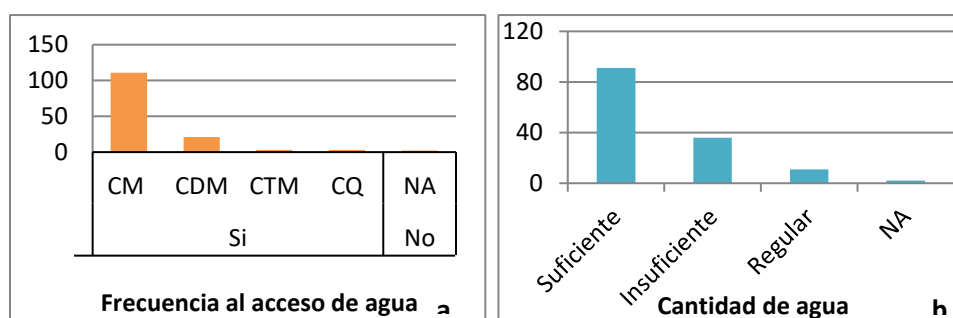 150
100
50
0
CM CDM CTM CQ NA
Si No
Frecuencia al acceso de agua a
120
80
40
0
Suficiente
Insuficiente
Regular
NA
Cantidad de agua b